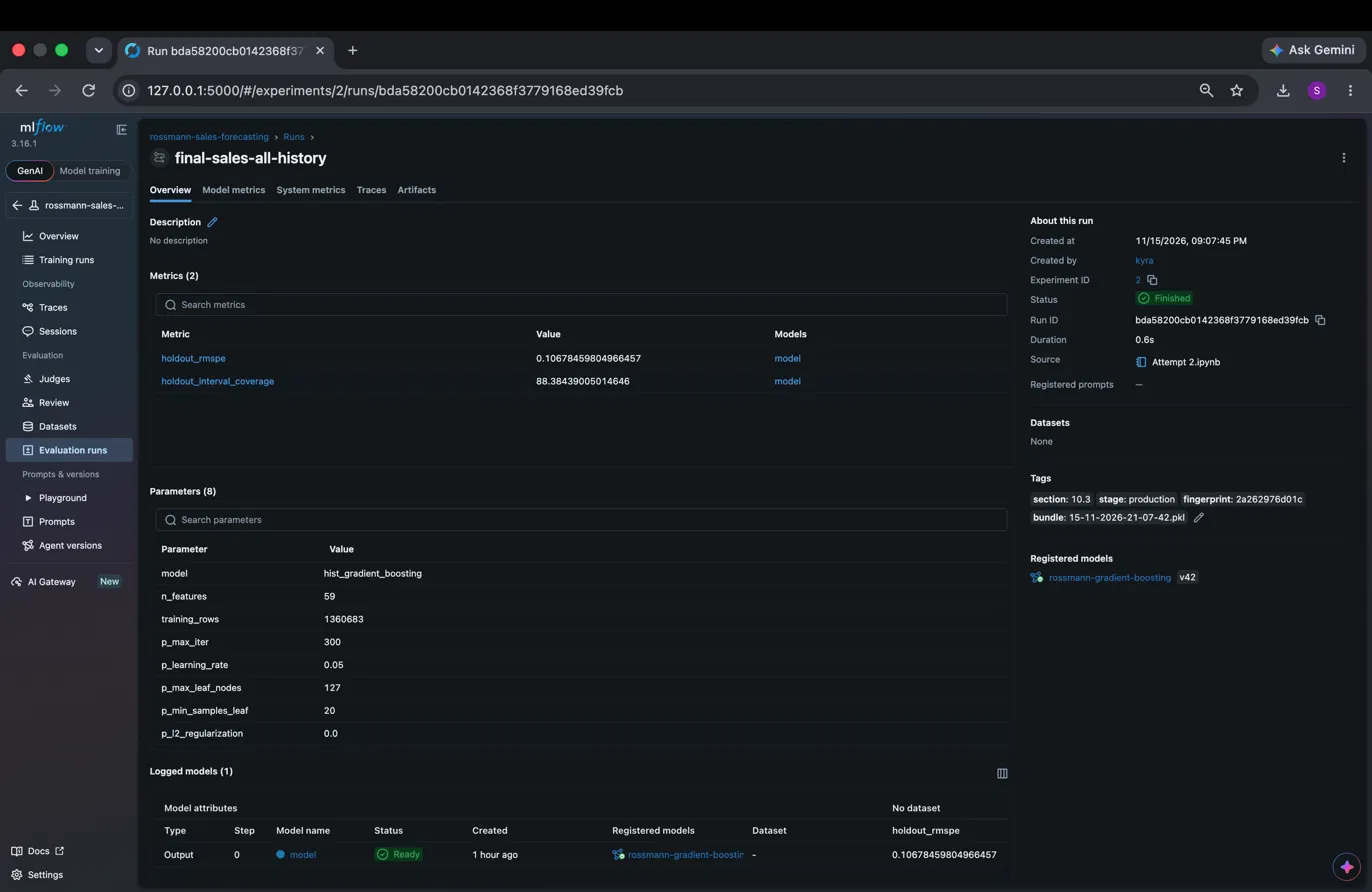 Run bda58200cb0142368f37
Ask Gemini
127.0.0.1:5000/#/experiments/2/runs/bda58200cb0142368f3779168ed39fcb
S
mlflow
3.16.1
GenAI Model training
rossmann-sales-...
Overview
Training runs
Observability
Traces
Sessions
Evaluation
Judges
Review
Datasets
Evaluation runs
Prompts & versions
Playground
Prompts
Agent versions
AI Gateway New
Docs
Settings
rossmann-sales-forecasting › Runs ›
final-sales-all-history
Overview Model metrics System metrics Traces Artifacts
Description
No description
Metrics (2)
Search metrics
Metric Value Models
holdout_rmspe 0.10678459804966457 model
holdout_interval_coverage 88.38439005014646 model
Parameters (8)
Search parameters
Parameter Value
model hist_gradient_boosting
n_features 59
training_rows 1360683
p_max_iter 300
p_learning_rate 0.05
p_max_leaf_nodes 127
p_min_samples_leaf 20
p_l2_regularization 0.0
Logged models (1)
Model attributes No dataset
Type Step Model name Status Created Registered models Dataset holdout_rmspe
Output 0 model Ready 1 hour ago rossmann-gradient-boostin - 0.10678459804966457
About this run
Created at 11/15/2026, 09:07:45 PM
Created by kyra
Experiment ID 2
Status Finished
Run ID bda58200cb0142368f3779168ed39fcb
Duration 0.6s
Source Attempt 2.ipynb
Registered prompts —
Datasets
None
Tags
section: 10.3 stage: production fingerprint: 2a262976d01c
bundle: 15-11-2026-21-07-42.pkl
Registered models
rossmann-gradient-boosting v42